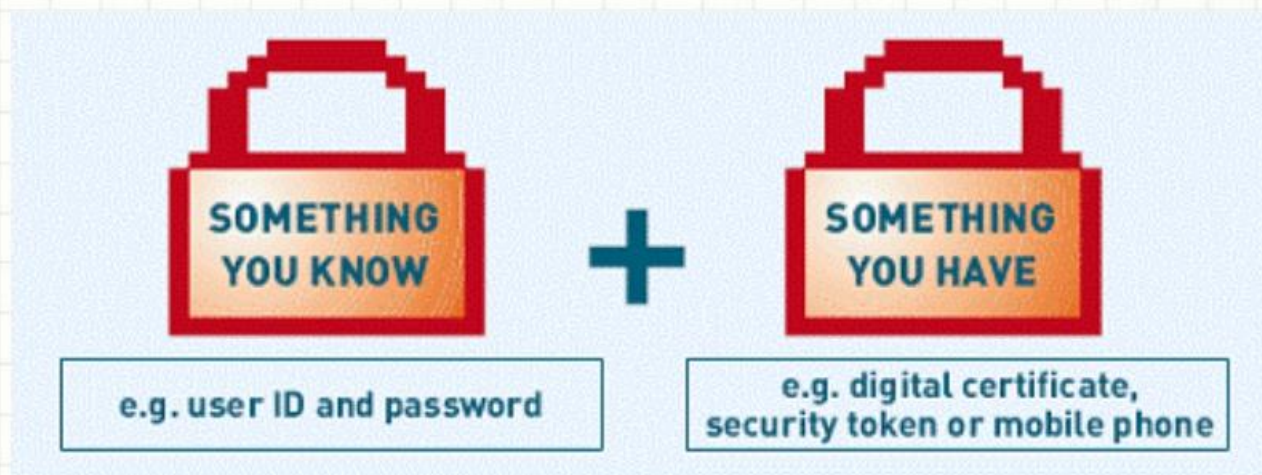 SOMETHING
YOU KNOW
+
SOMETHING
YOU HAVE
e.g. user ID and password
e.g. digital certificate,
security token or mobile phone